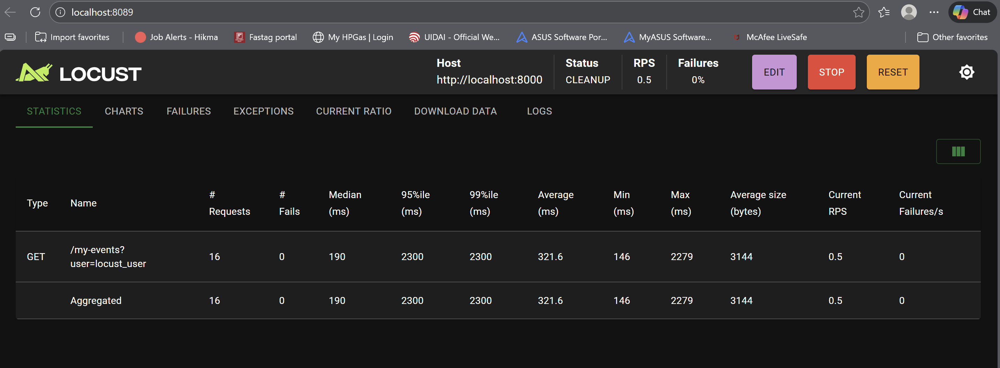 localhost:8089
Chat
Import favorites
Job Alerts - Hikma
Fastag portal
My HPGas | Login
UIDAI - Official We...
ASUS Software Por...
MyASUS Software...
McAfee LiveSafe
Other favorites
LOCUST
Host
http://localhost:8000
Status
CLEANUP
RPS
0.5
Failures
0%
EDIT
STOP
RESET
STATISTICS CHARTS FAILURES EXCEPTIONS CURRENT RATIO DOWNLOAD DATA LOGS
Type Name # Requests # Fails Median (ms) 95%ile (ms) 99%ile (ms) Average (ms) Min (ms) Max (ms) Average size (bytes) Current RPS Current Failures/s
GET /my-events?user=locust_user 16 0 190 2300 2300 321.6 146 2279 3144 0.5 0
Aggregated 16 0 190 2300 2300 321.6 146 2279 3144 0.5 0